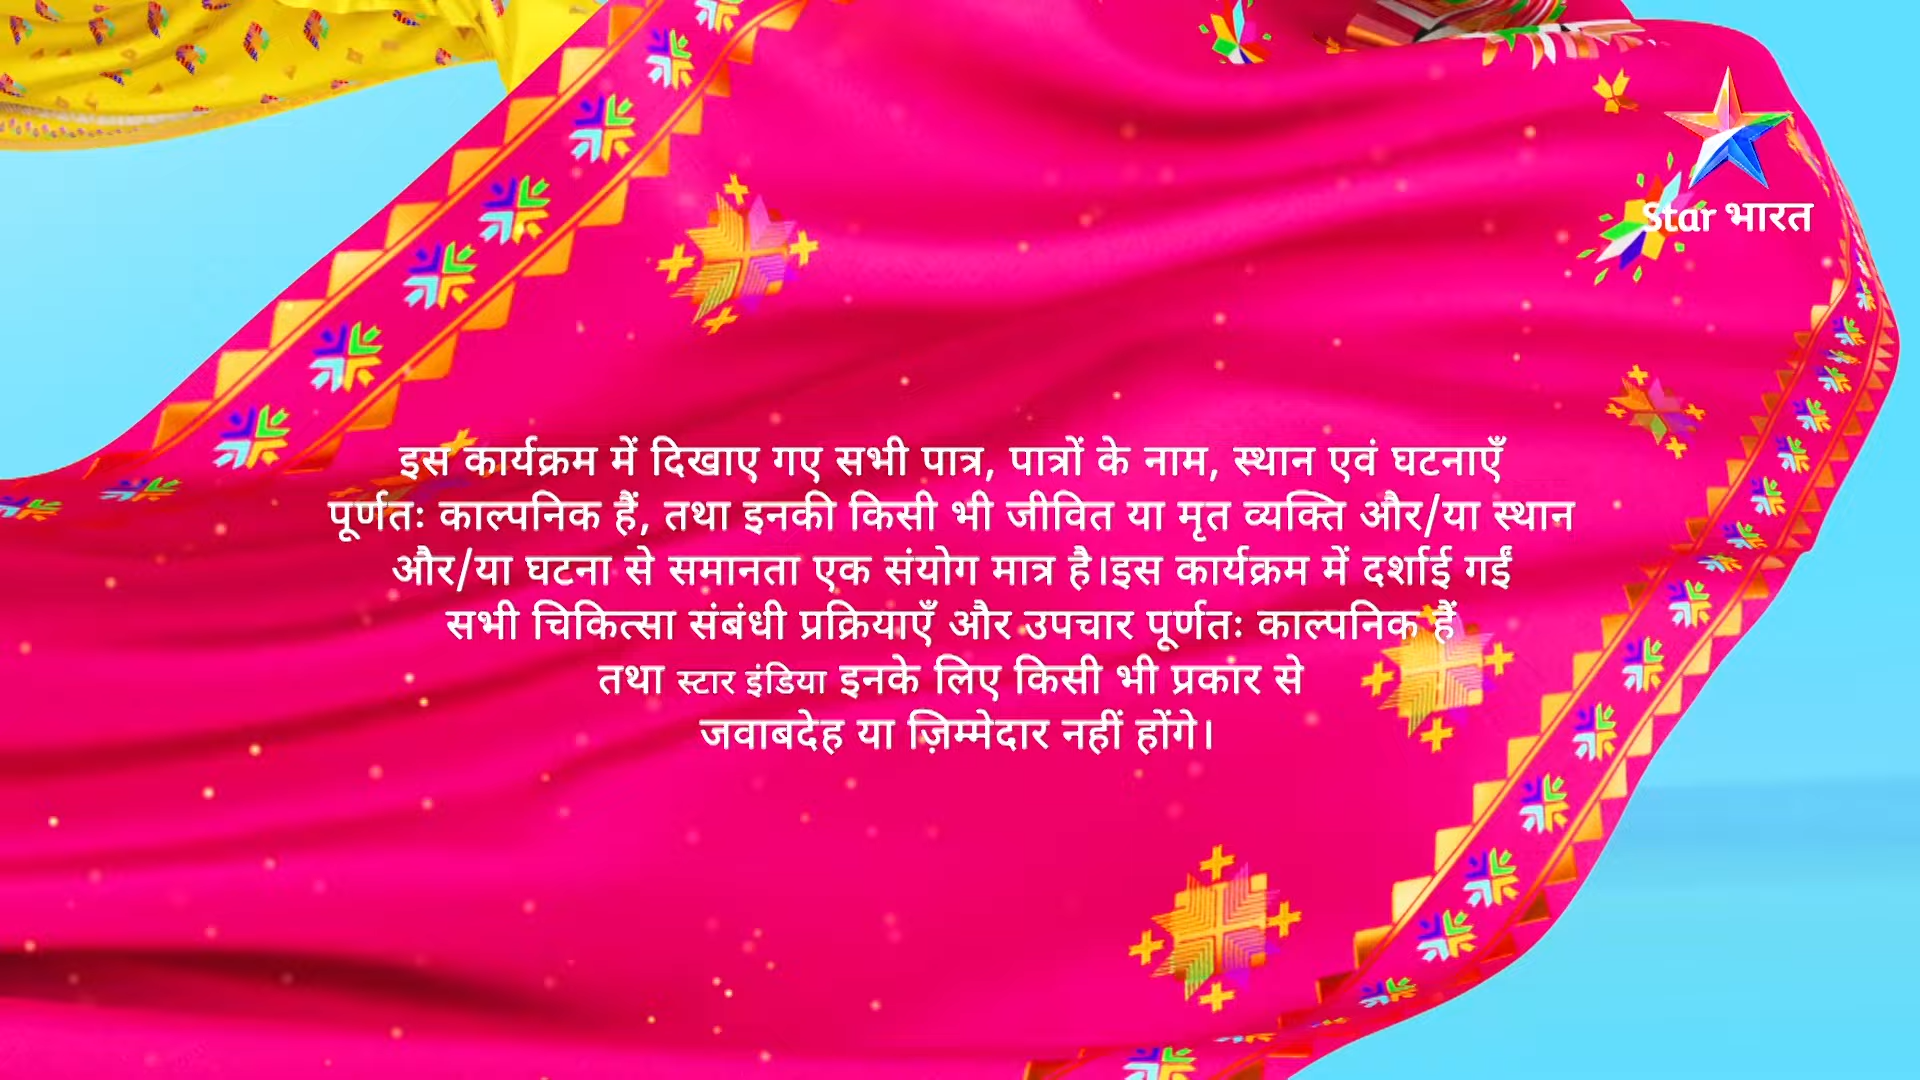 Star भारत
इस कार्यक्रम में दिखाए गए सभी पात्र, पात्रों के नाम, स्थान एवं घटनाएँ
पूर्णतः काल्पनिक हैं, तथा इनकी किसी भी जीवित या मृत व्यक्ति और/या स्थान
और/या घटना से समानता एक संयोग मात्र है।इस कार्यक्रम में दर्शाई गईं
सभी चिकित्सा संबंधी प्रक्रियाएँ और उपचार पूर्णतः काल्पनिक हैं
तथा स्टार इंडिया इनके लिए किसी भी प्रकार से
जवाबदेह या ज़िम्मेदार नहीं होंगे।